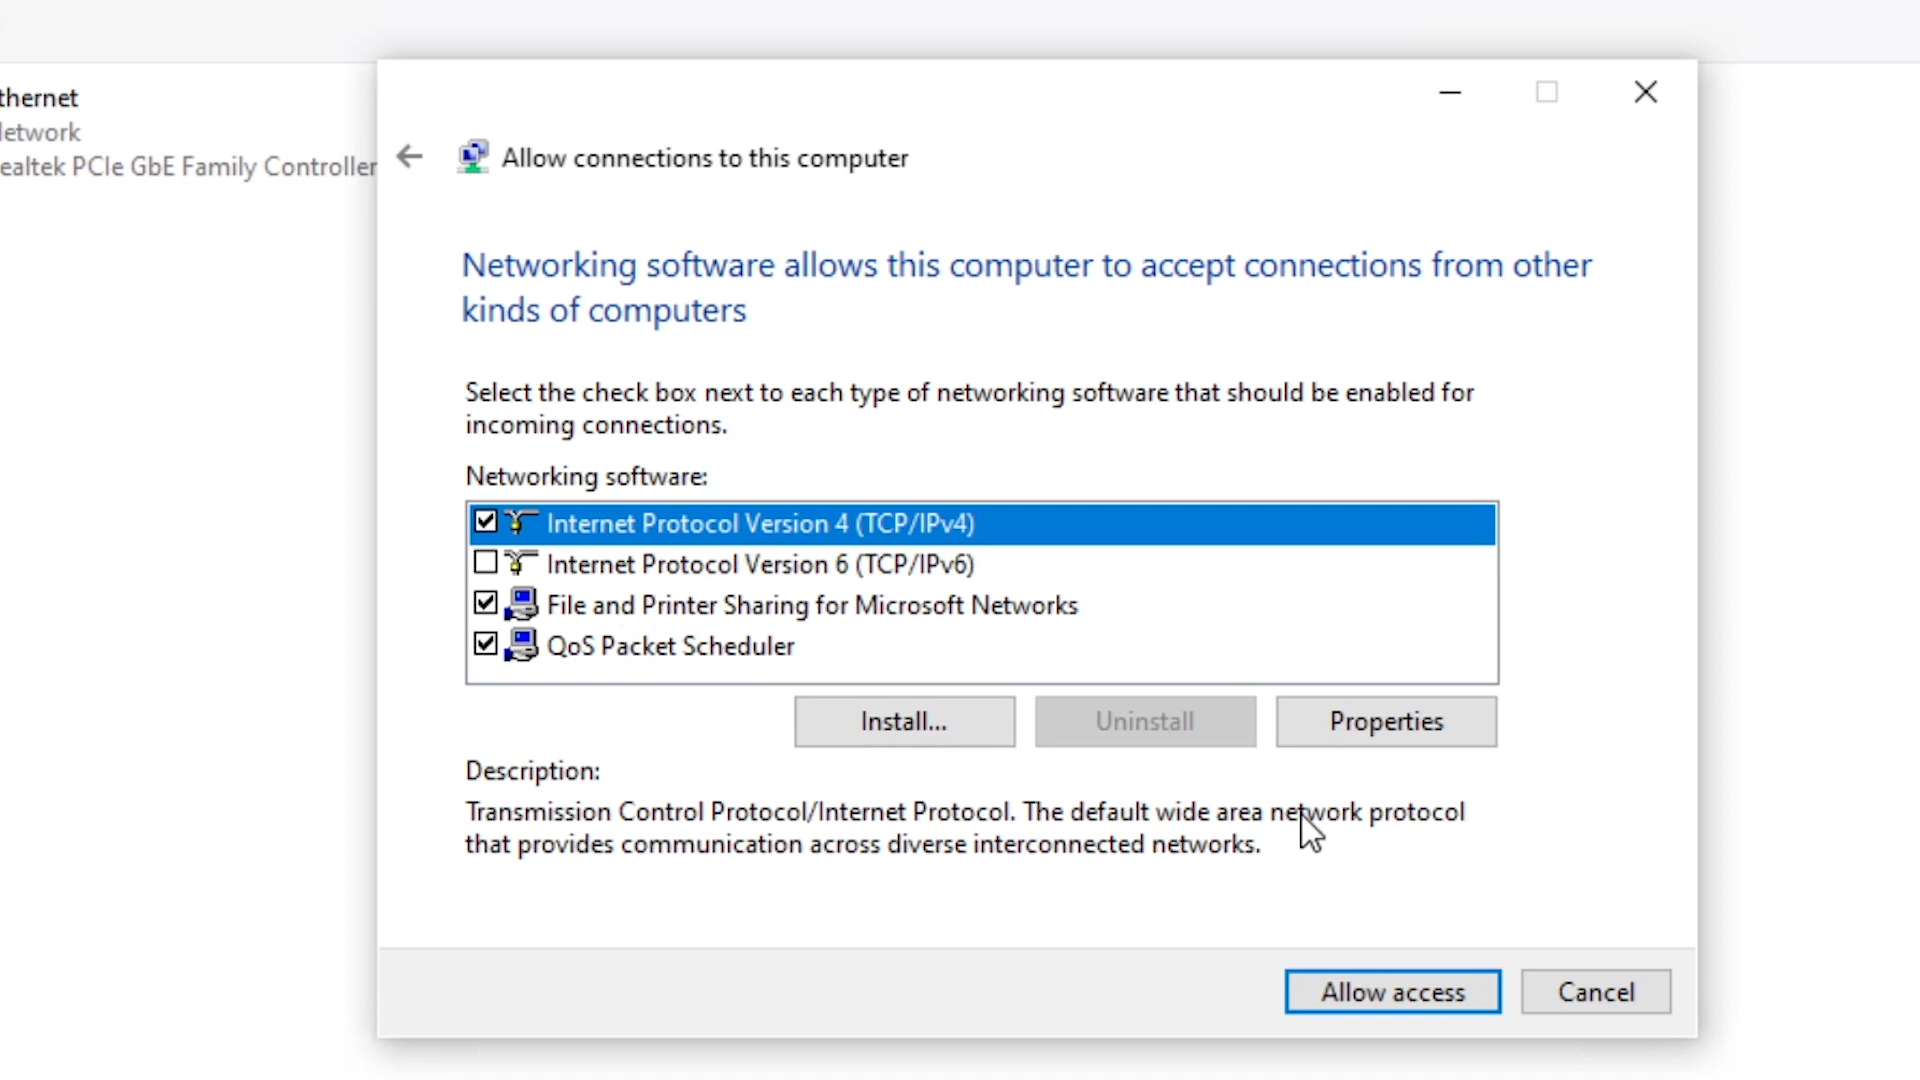 thernet
etwork
ealtek PCIe GbE Family Controller
Allow connections to this computer
Networking software allows this computer to accept connections from other
kinds of computers
Select the check box next to each type of networking software that should be enabled for
incoming connections.
Networking software:
Internet Protocol Version 4 (TCP/IPv4)
Internet Protocol Version 6 (TCP/IPv6)
File and Printer Sharing for Microsoft Networks
QoS Packet Scheduler
Install...
Uninstall
Properties
Description:
Transmission Control Protocol/Internet Protocol. The default wide area network protocol
that provides communication across diverse interconnected networks.
Allow access
Cancel